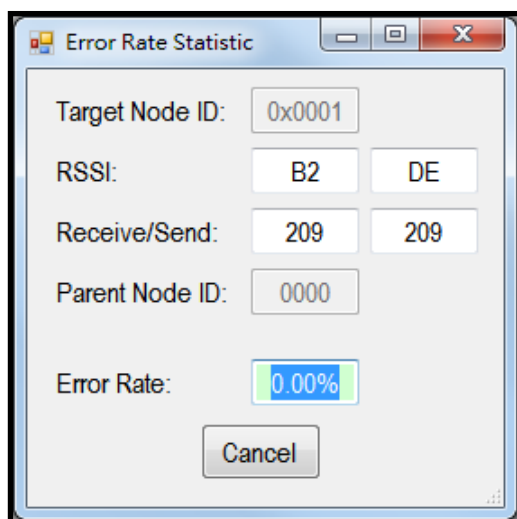 Error Rate Statistic
Target Node ID: 0x0001
RSSI: B2 DE
Receive/Send: 209 209
Parent Node ID: 0000
Error Rate: 0.00%
Cancel